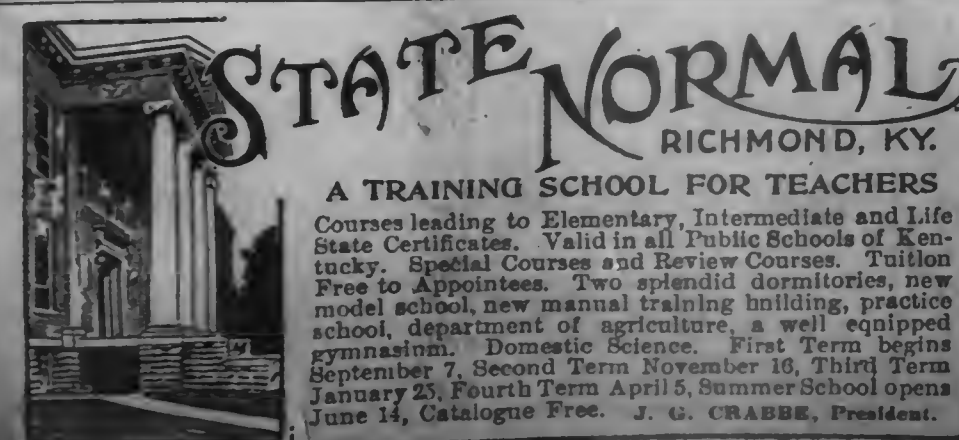 STATE NORMAL
RICHMOND, KY.
A TRAINING SCHOOL FOR TEACHERS
Courses leading to Elementary, Intermediate and Life
State Certificates. Valid in all Public Schools of Ken-
tucky. Special Courses and Review Courses. Tuition
Free to Appointees. Two splendid dormitories, new
model school, new manual training building, practice
school, department of agriculture, a well equipped
gymnasium. Domestic Science. First Term begins
September 7, Second Term November 16, Third Term
January 25, Fourth Term April 5, Summer School opens
June 14, Catalogue Free. J. G. CRABBE, President.